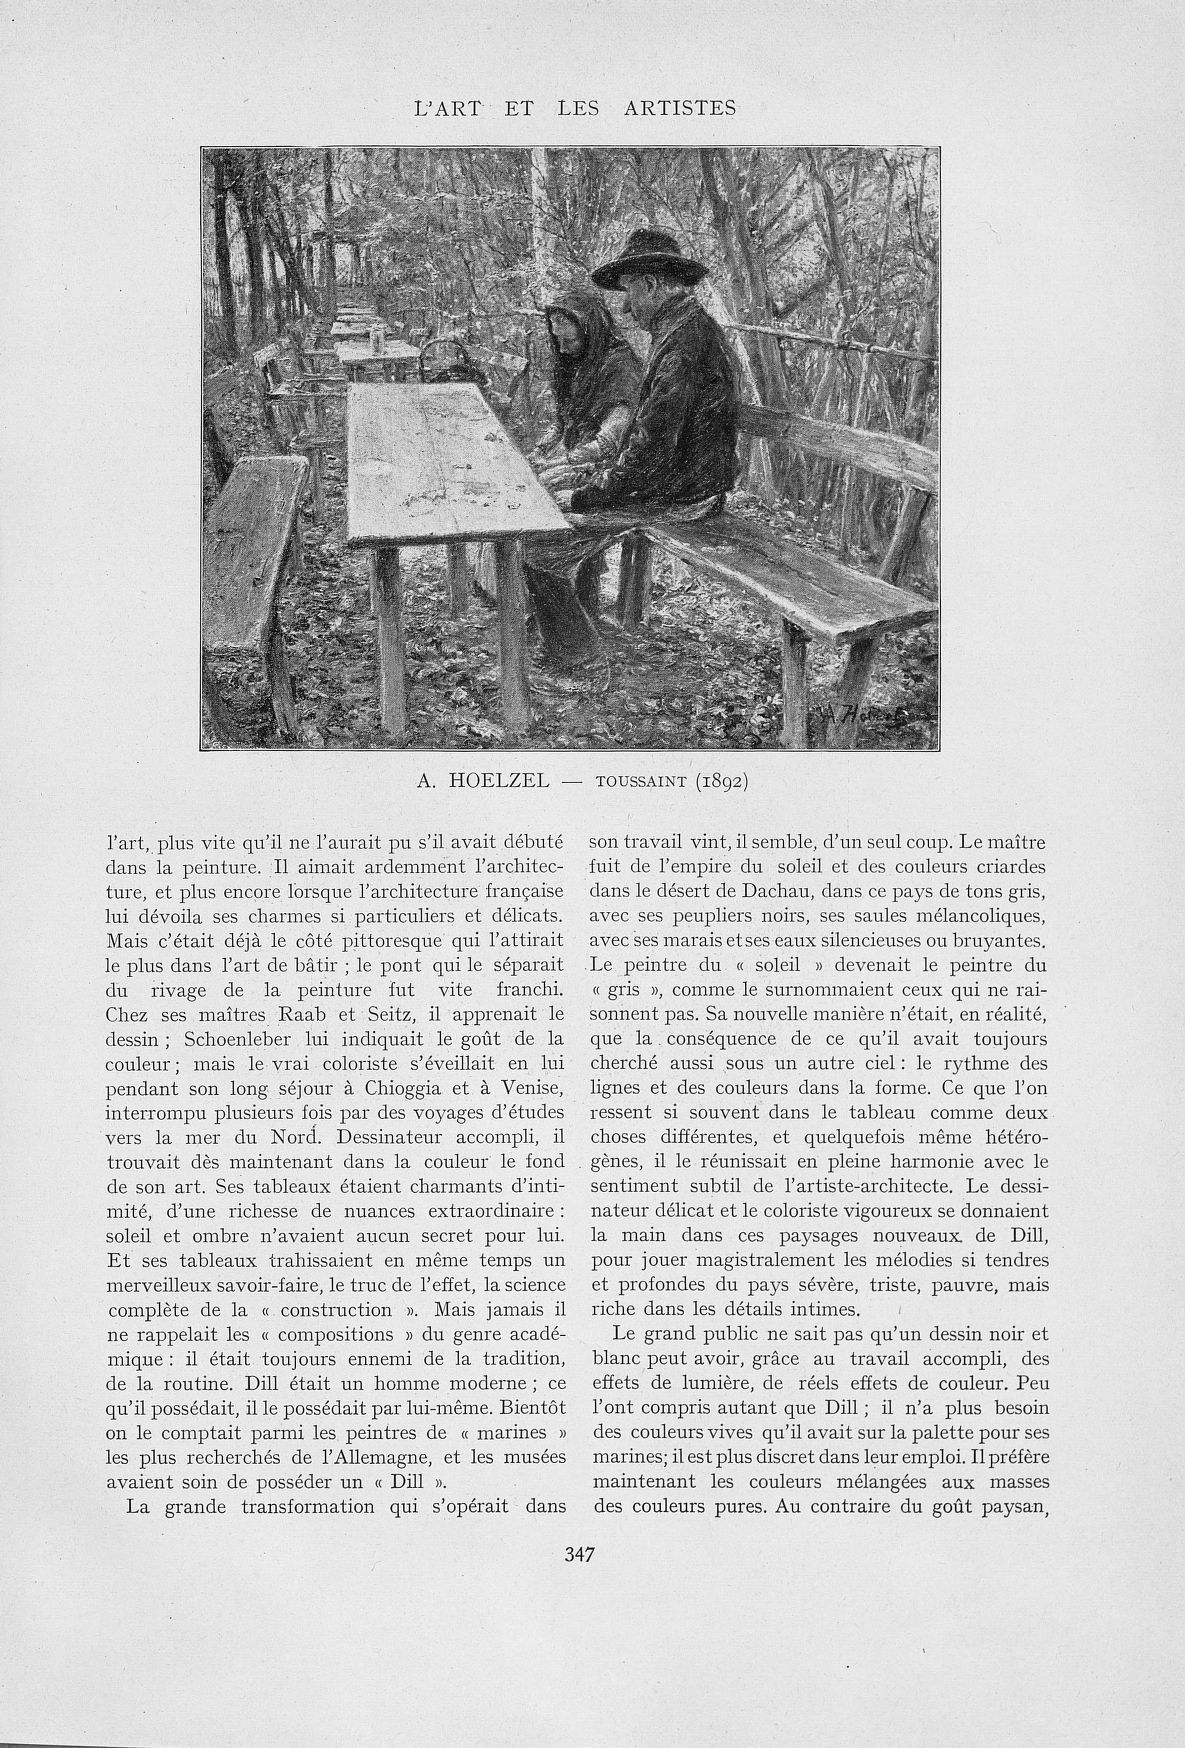 L'ART ET LES ARTISTES
A. HOELZEL — TOUSSAINT (1892)
l'art, plus vite qu'il ne l'aurait pu s'il avait débuté
dans la peinture. Il aimait ardemment l'architec-
ture, et plus encore lorsque l'architecture française
lui dévoila ses charmes si particuliers et délicats.
Mais c'était déjà le côté pittoresque qui l'attirait
le plus dans l'art de bâtir ; le pont qui le séparait
du rivage de la peinture fut vite franchi.
Chez ses maîtres Raab et Seitz, il apprenait le
dessin ; Schoenleber lui indiquait le goût de la
couleur ; mais le vrai coloriste s'éveillait en lui
pendant son long séjour à Chioggia et à Venise,
interrompu plusieurs fois par des voyages d'études
vers la mer du Nord. Dessinateur accompli, il
trouvait dès maintenant dans la couleur le fond
de son art. Ses tableaux étaient charmants d'inti-
mité, d'une richesse de nuances extraordinaire :
soleil et ombre n'avaient aucun secret pour lui.
Et ses tableaux trahissaient en même temps un
merveilleux savoir-faire, le truc de l'effet, la science
complète de la « construction ». Mais jamais il
ne rappelait les « compositions » du genre acadé-
mique : il était toujours ennemi de la tradition,
de la routine. Dill était un homme moderne ; ce
qu'il possédait, il le possédait par lui-même. Bientôt
on le comptait parmi les peintres de « marines »
les plus recherchés de l'Allemagne, et les musées
avaient soin de posséder un « Dill ».
La grande transformation qui s'opérait dans
son travail vint, il semble, d'un seul coup. Le maître
fuit de l'empire du soleil et des couleurs criardes
dans le désert de Dachau, dans ce pays de tons gris,
avec ses peupliers noirs, ses saules mélancoliques,
avec ses marais et ses eaux silencieuses ou bruyantes.
Le peintre du « soleil » devenait le peintre du
« gris », comme le surnommaient ceux qui ne rai-
sonnent pas. Sa nouvelle manière n'était, en réalité,
que la conséquence de ce qu'il avait toujours
cherché aussi sous un autre ciel : le rythme des
lignes et des couleurs dans la forme. Ce que l'on
ressent si souvent dans le tableau comme deux
choses différentes, et quelquefois même hétéro-
gènes, il le réunissait en pleine harmonie avec le
sentiment subtil de l'artiste-architecte. Le dessi-
nateur délicat et le coloriste vigoureux se donnaient
la main dans ces paysages nouveaux de Dill,
pour jouer magistralement les mélodies si tendres
et profondes du pays sévère, triste, pauvre, mais
riche dans les détails intimes.
Le grand public ne sait pas qu'un dessin noir et
blanc peut avoir, grâce au travail accompli, des
effets de lumière, de réels effets de couleur. Peu
l'ont compris autant que Dill ; il n'a plus besoin
des couleurs vives qu'il avait sur la palette pour ses
marines; il est plus discret dans leur emploi. Il préfère
maintenant les couleurs mélangées aux masses
des couleurs pures. Au contraire du goût paysan,
347